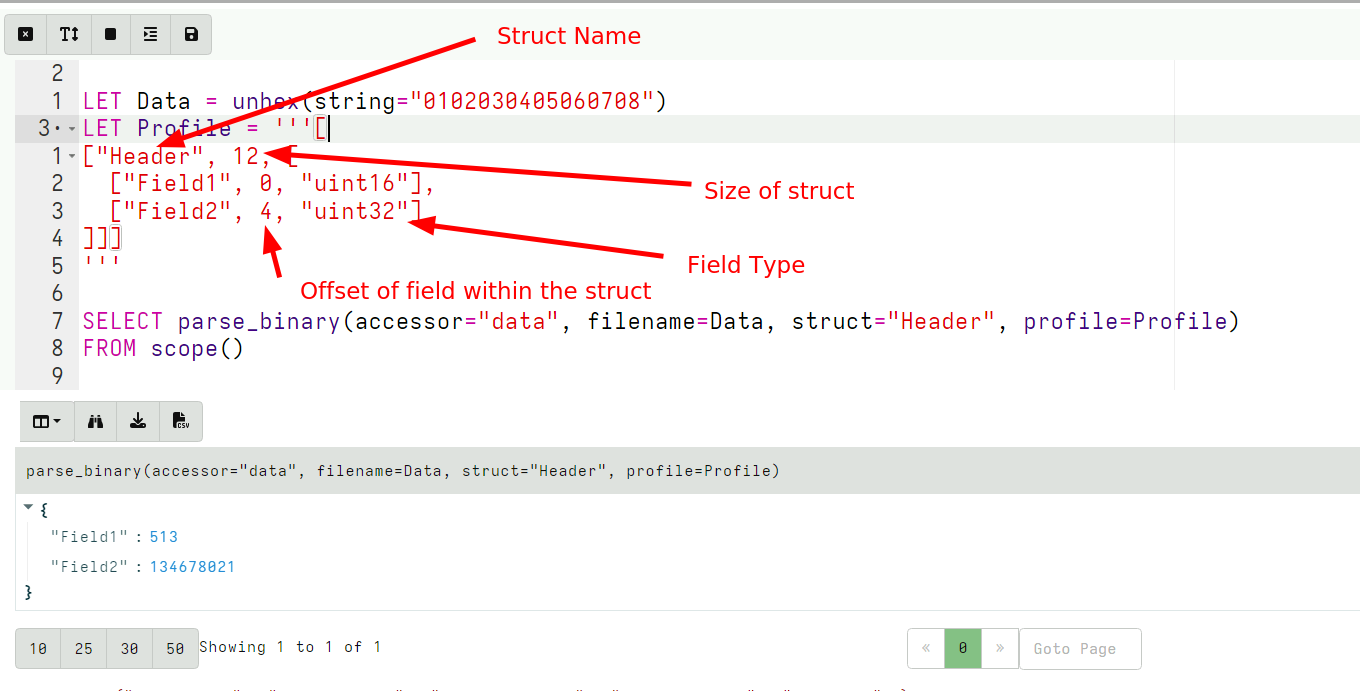 Struct Name
2
1 LET Data = unhex(string="0102030405060708")
3 LET Profile = '''[
1 ["Header", 12, [
2 ["Field1", 0, "uint16"],
3 ["Field2", 4, "uint32"]
4 ]]]
5 '''
6
7 SELECT parse_binary(accessor="data", filename=Data, struct="Header", profile=Profile)
8 FROM scope()
9
Size of struct
Field Type
Offset of field within the struct
CSV
parse_binary(accessor="data", filename=Data, struct="Header", profile=Profile)
{
"Field1" : 513
"Field2" : 134678021
}
10 25 30 50 Showing 1 to 1 of 1 « 0 » Goto Page